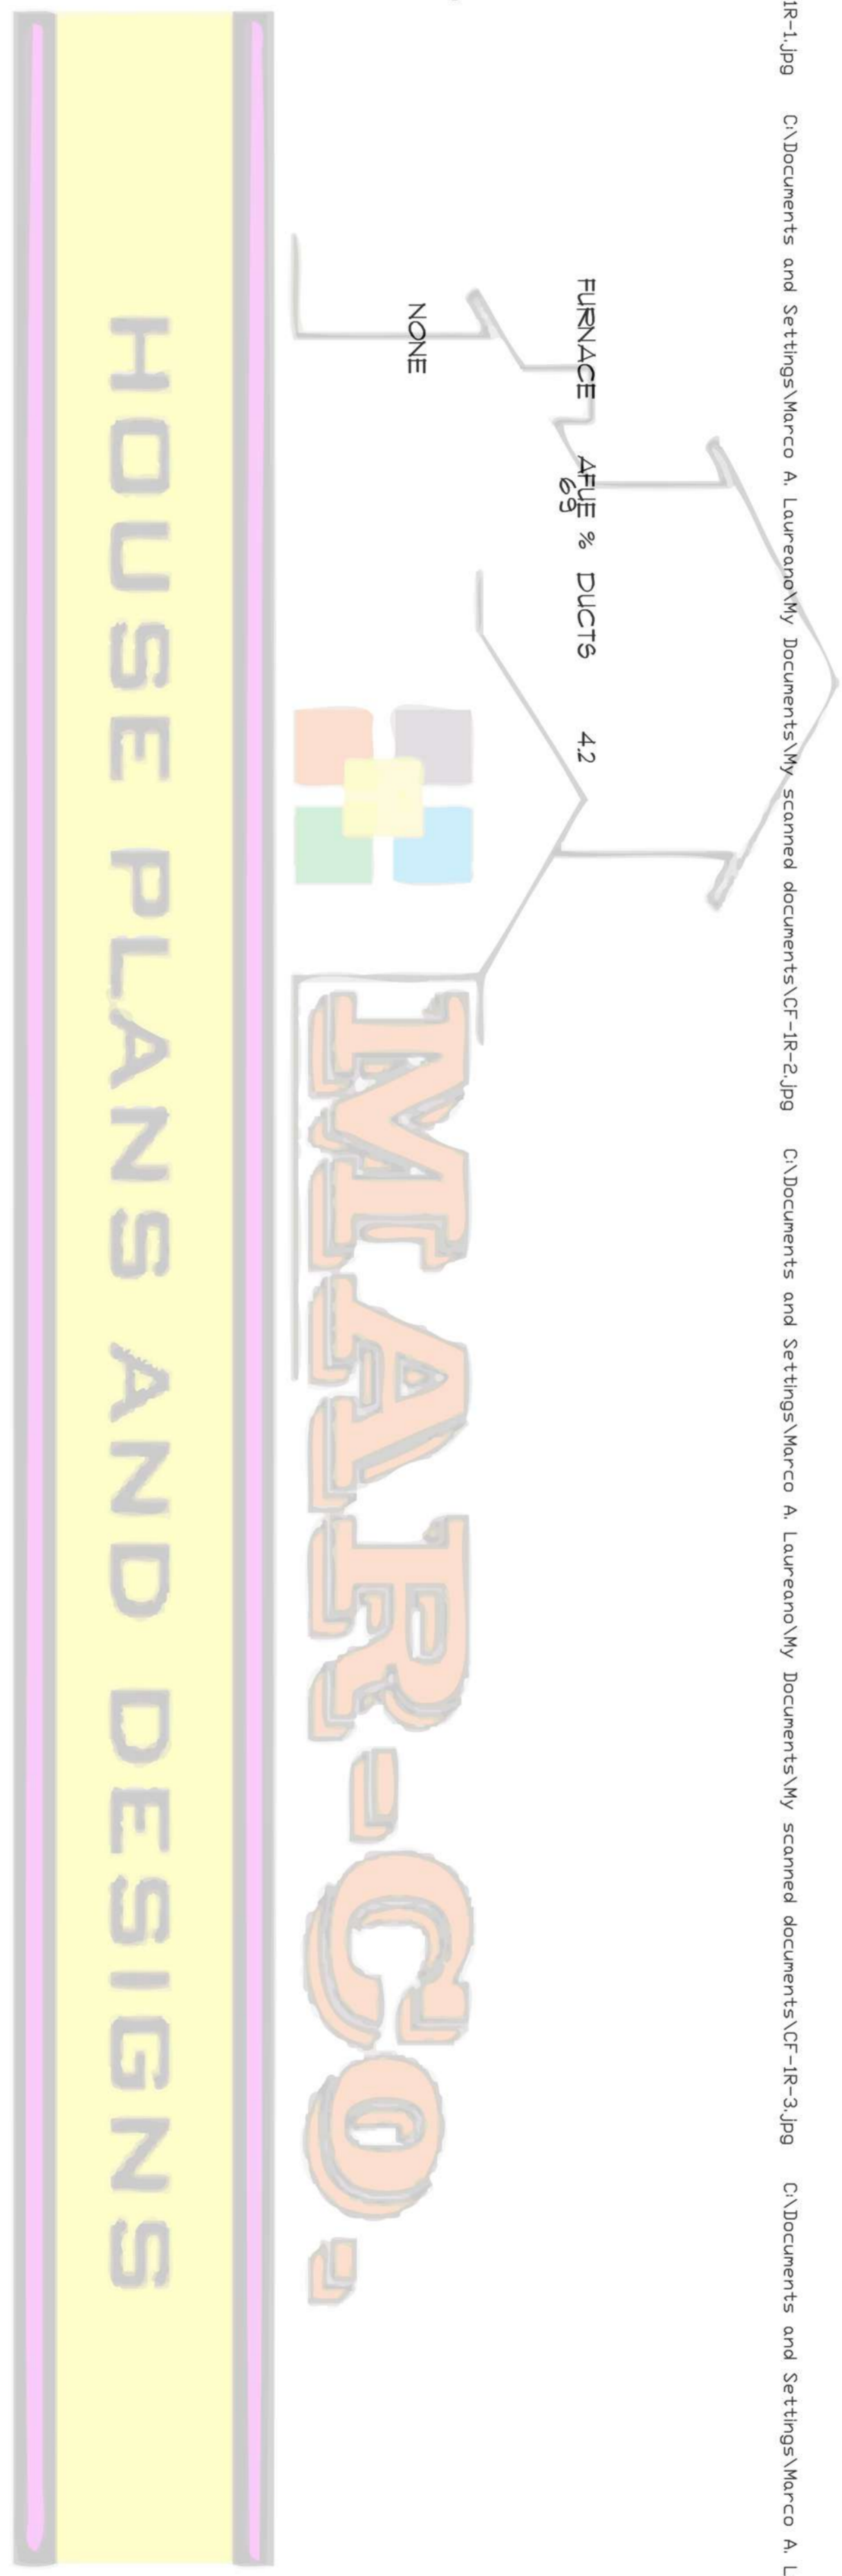 1R-1.jpg C:\Documents and Settings\Marco A. Laureano\My Documents\My scanned documents\CF-1R-2.jpg C:\Documents and Settings\Marco A. Laureano\My Documents\My scanned documents\CF-1R-3.jpg C:\Documents and Settings\Marco A. L
FURNACE AFUE % DUCTS 4.2
69
NONE
MAR-CO.
HOUSE PLANS AND DESIGNS